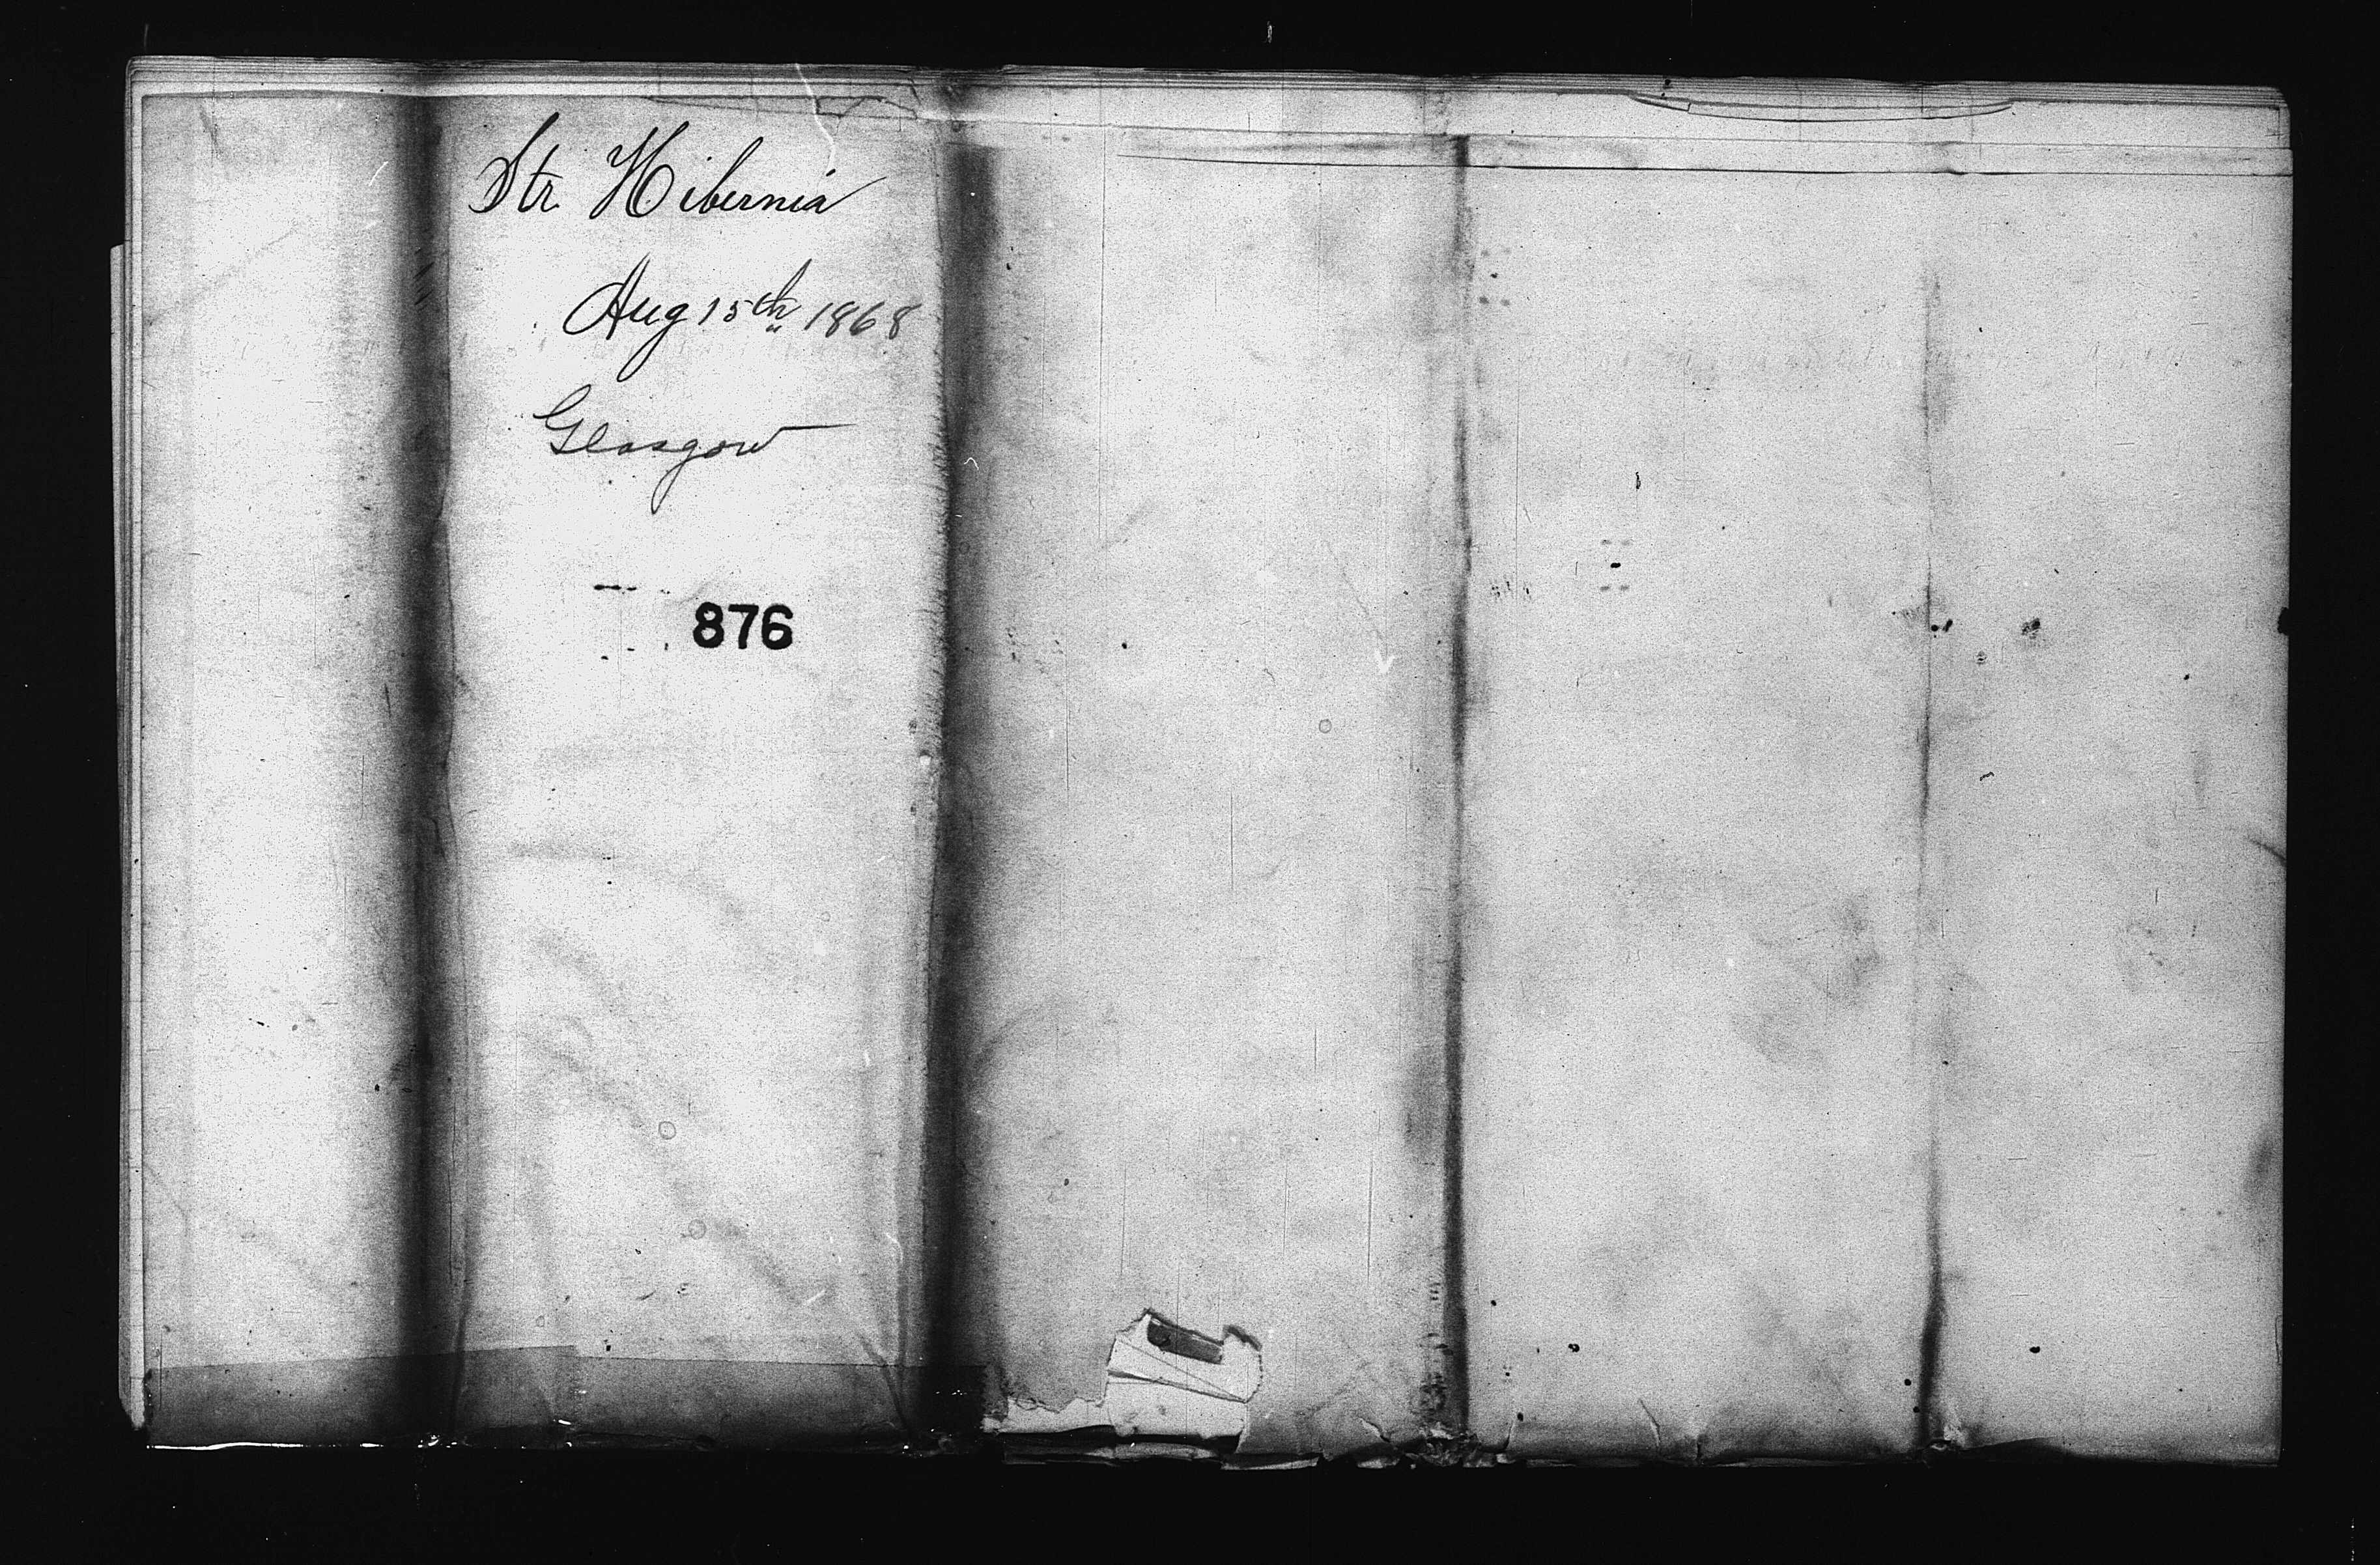 Str. Hibernia
Aug 15th 1868
Glasgow
876